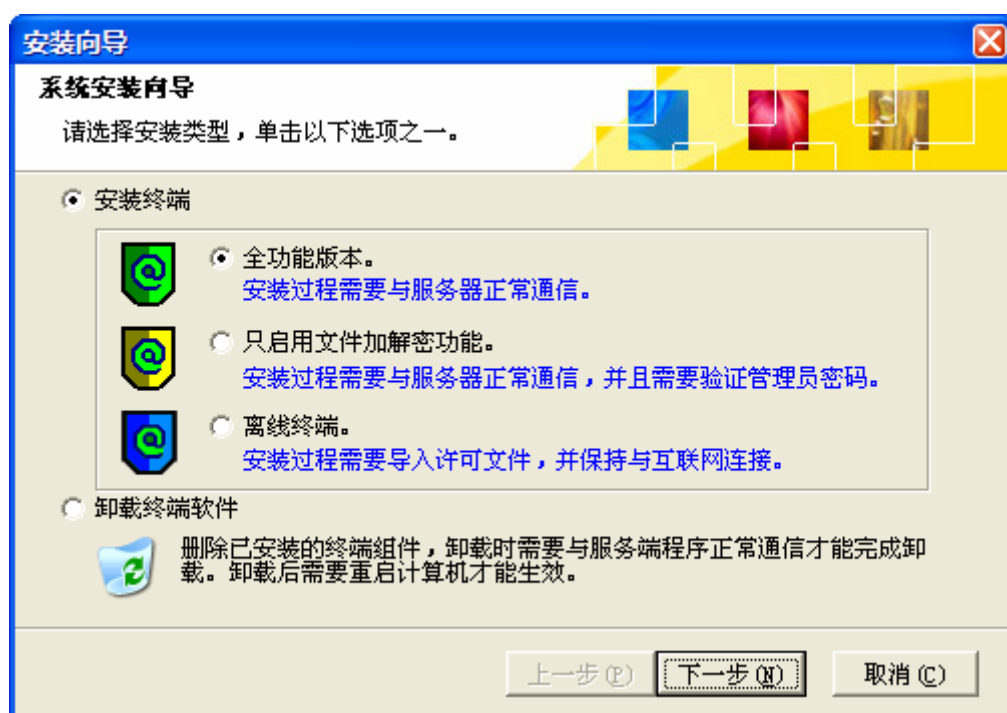 安装向导
系统安装向导
请选择安装类型，单击以下选项之一。
安装终端
全功能版本。
安装过程需要与服务器正常通信。
只启用文件加解密功能。
安装过程需要与服务器正常通信，并且需要验证管理员密码。
离线终端。
安装过程需要导入许可文件，并保持与互联网连接。
卸载终端软件
删除已安装的终端组件，卸载时需要与服务端程序正常通信才能完成卸
载。卸载后需要重启计算机才能生效。
上一步(P) 下一步(N) 取消(C)